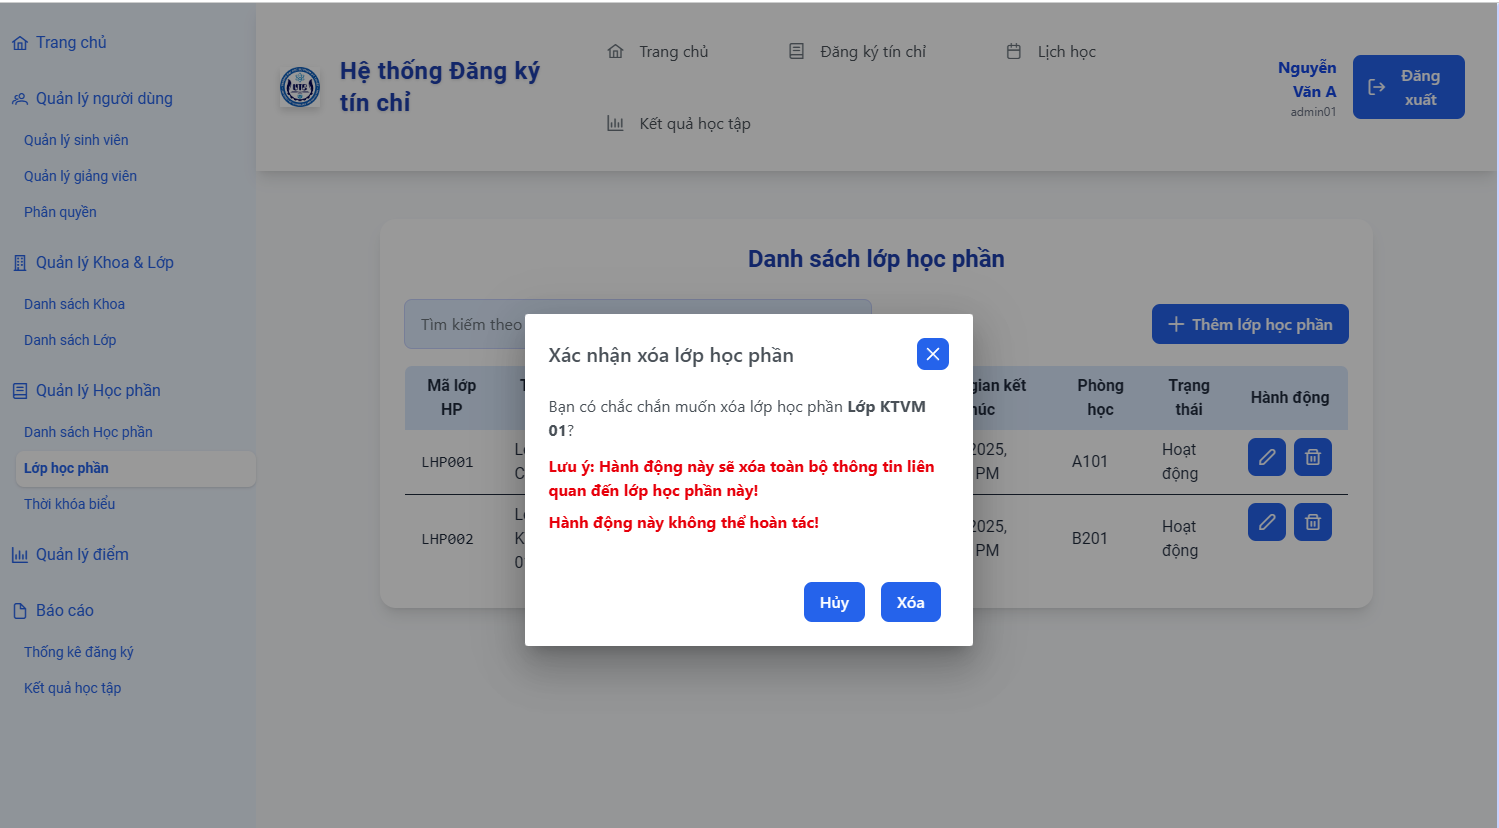 Trang chủ
Quản lý người dùng
Quản lý sinh viên
Quản lý giảng viên
Phân quyền
Quản lý Khoa & Lớp
Danh sách Khoa
Danh sách Lớp
Quản lý Học phần
Danh sách Học phần
Lớp học phần
Thời khóa biểu
Quản lý điểm
Báo cáo
Thống kê đăng ký
Kết quả học tập
Hệ thống Đăng ký
tín chỉ
Trang chủ
Đăng ký tín chỉ
Lịch học
Kết quả học tập
Nguyễn
Văn A
admin01
Đăng
xuất
Danh sách lớp học phần
Tìm kiếm theo
Thêm lớp học phần
Mã lớp
HP
gian kết
Phòng
học
Trạng
thái
Hành động
LHP001
2025,
PM
A101
Hoạt
động
LHP002
2025,
PM
B201
Hoạt
động
Xác nhận xóa lớp học phần
Bạn có chắc chắn muốn xóa lớp học phần Lớp KTVM
01?
Lưu ý: Hành động này sẽ xóa toàn bộ thông tin liên
quan đến lớp học phần này!
Hành động này không thể hoàn tác!
Hủy
Xóa